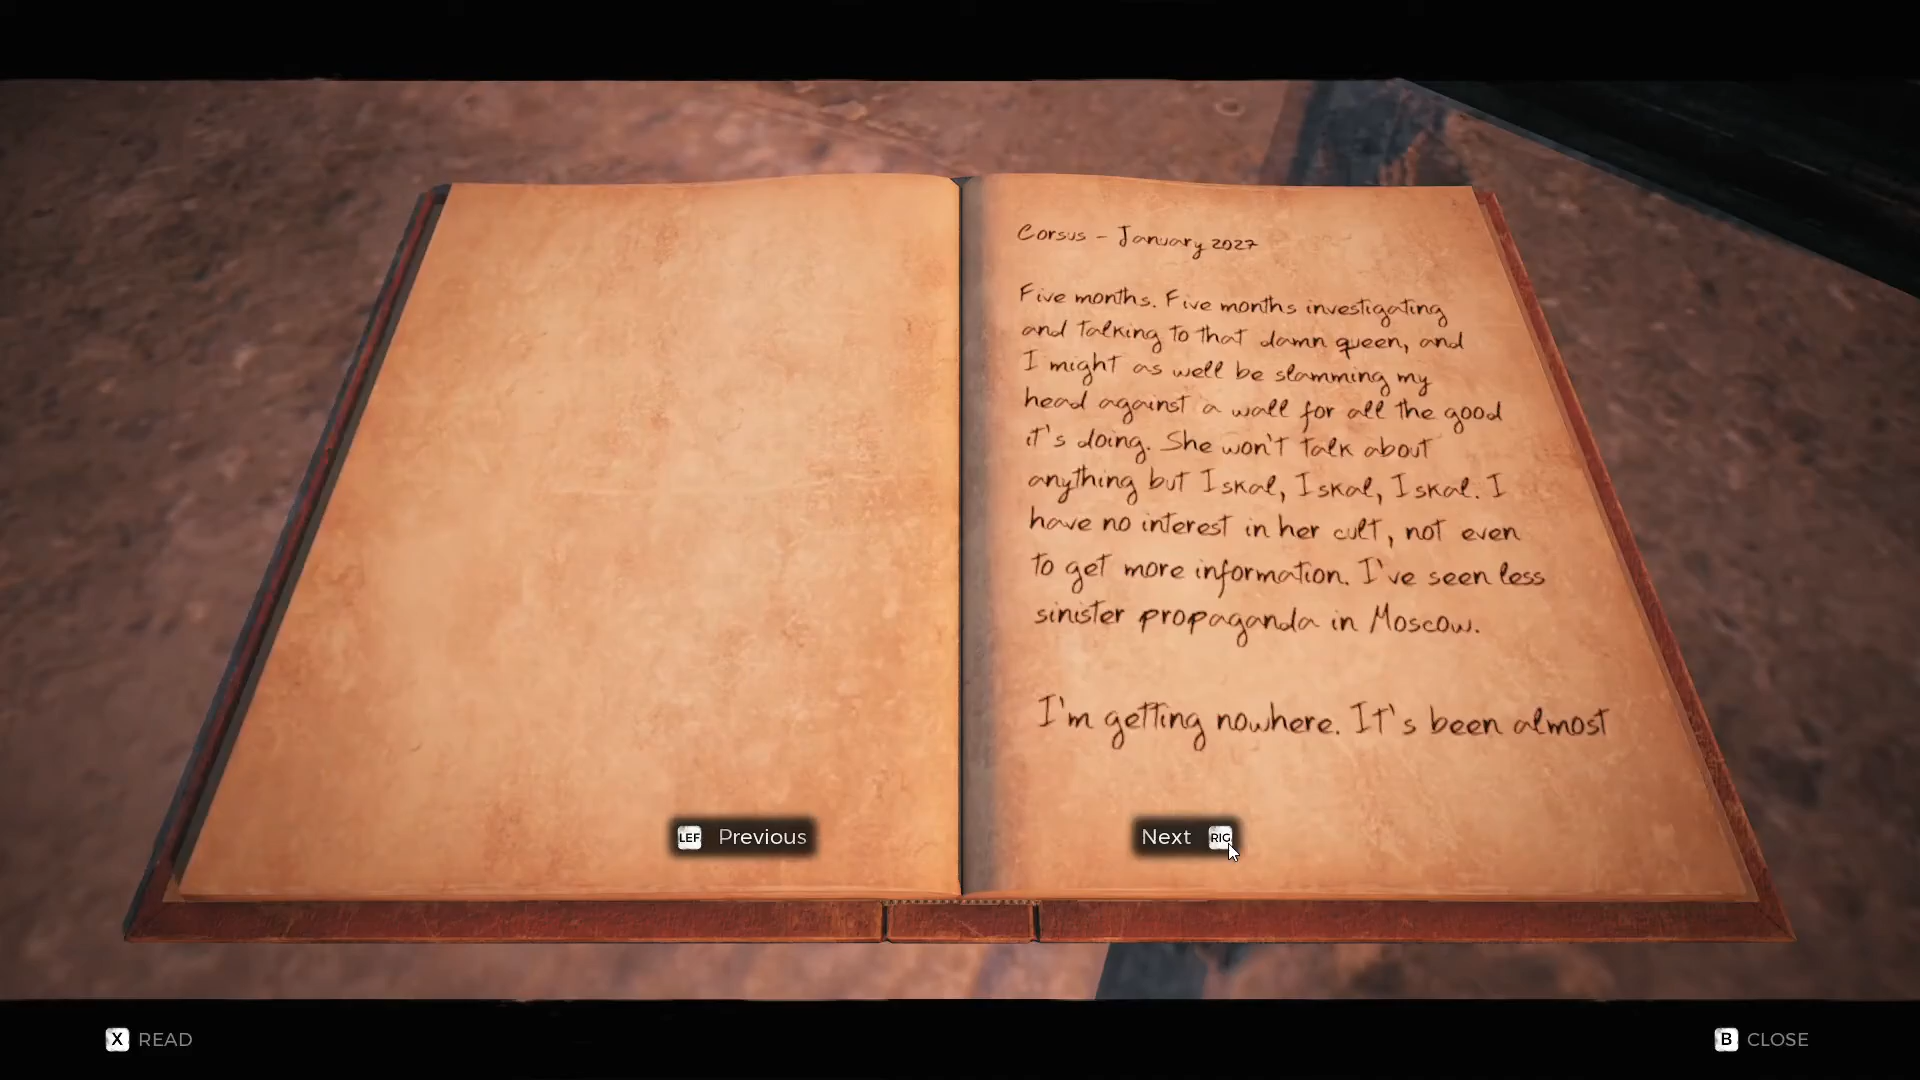 Corsus - January 2027
Five months. Five months investigating
and talking to that damn queen, and
I might as well be slamming my
head against a wall for all the good
it's doing. She won't talk about
anything but Iskal, Iskal, Iskal. I
have no interest in her cult, not even
to get more information. I've seen less
sinister propaganda in Moscow.
I'm getting nowhere. It's been almost
LEF Previous
Next RIG
X READ
B CLOSE